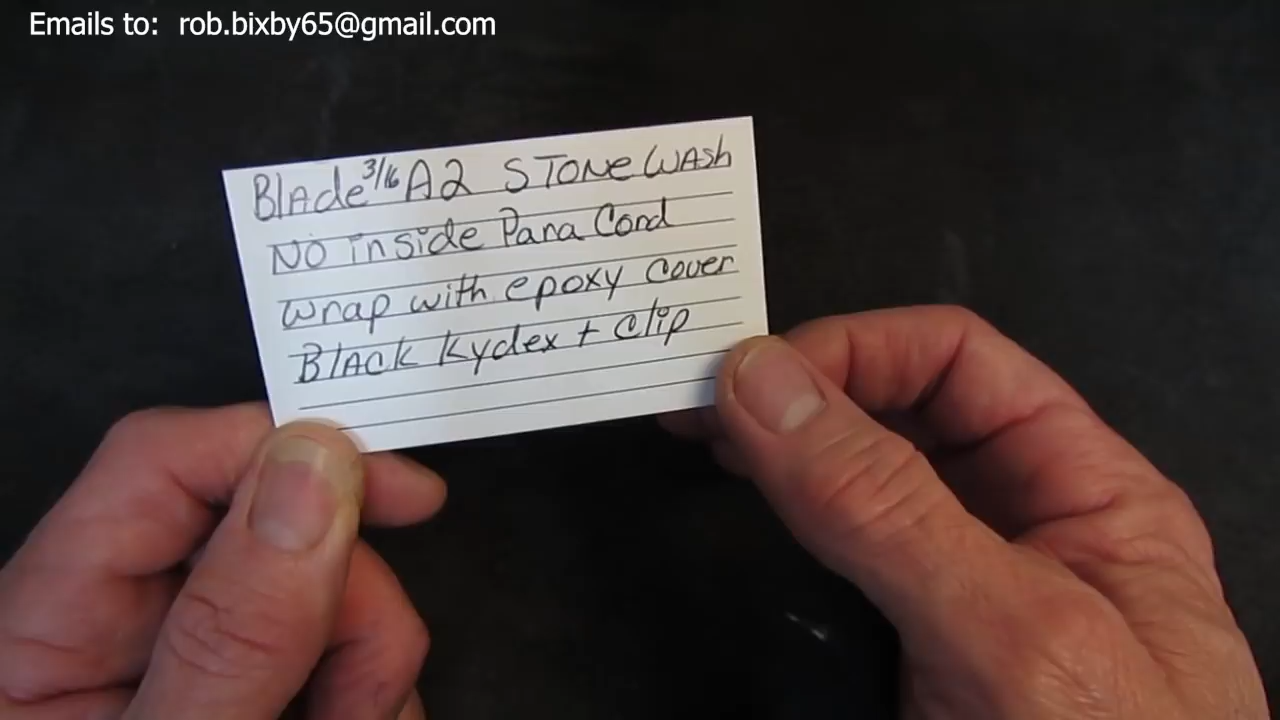 Emails to: rob.bixby65@gmail.com
Blade 3/16 A2 STONE WASh
NO inside Para Cord
wrap with epoxy cover
BLACK Kydex + clip